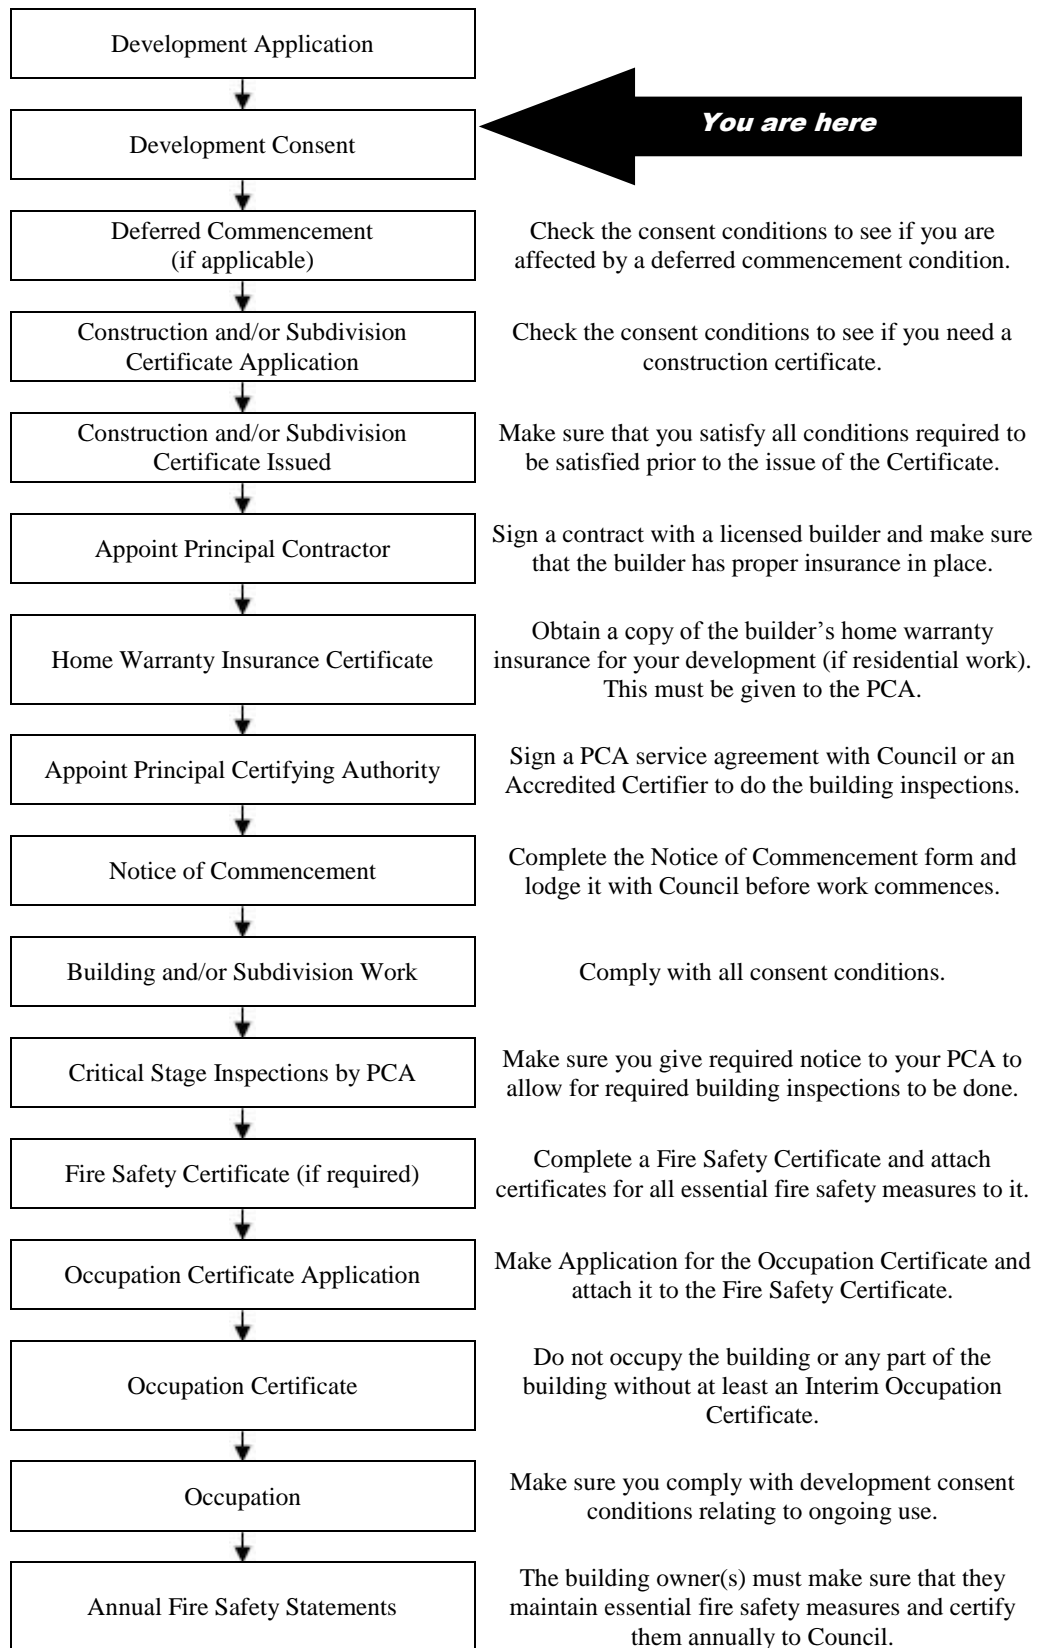 Development Application
Development Consent
You are here
Deferred Commencement
(if applicable)
Check the consent conditions to see if you are
affected by a deferred commencement condition.
Construction and/or Subdivision
Certificate Application
Check the consent conditions to see if you need a
construction certificate.
Construction and/or Subdivision
Certificate Issued
Make sure that you satisfy all conditions required to
be satisfied prior to the issue of the Certificate.
Appoint Principal Contractor
Sign a contract with a licensed builder and make sure
that the builder has proper insurance in place.
Home Warranty Insurance Certificate
Obtain a copy of the builder’s home warranty
insurance for your development (if residential work).
This must be given to the PCA.
Appoint Principal Certifying Authority
Sign a PCA service agreement with Council or an
Accredited Certifier to do the building inspections.
Notice of Commencement
Complete the Notice of Commencement form and
lodge it with Council before work commences.
Building and/or Subdivision Work
Comply with all consent conditions.
Critical Stage Inspections by PCA
Make sure you give required notice to your PCA to
allow for required building inspections to be done.
Fire Safety Certificate (if required)
Complete a Fire Safety Certificate and attach
certificates for all essential fire safety measures to it.
Occupation Certificate Application
Make Application for the Occupation Certificate and
attach it to the Fire Safety Certificate.
Occupation Certificate
Do not occupy the building or any part of the
building without at least an Interim Occupation
Certificate.
Occupation
Make sure you comply with development consent
conditions relating to ongoing use.
Annual Fire Safety Statements
The building owner(s) must make sure that they
maintain essential fire safety measures and certify
them annually to Council.